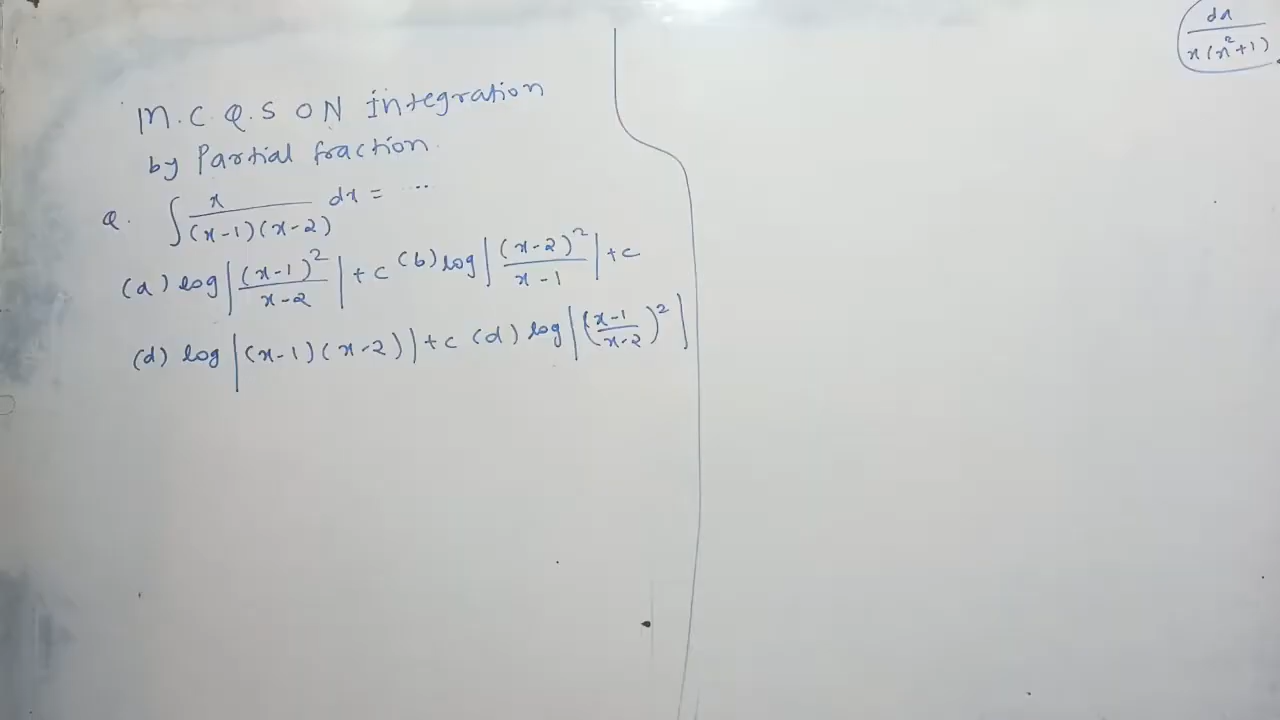 M.C.Q.S ON integration
by Partial fraction.
Q. ∫ x/((x-1)(x-2)) dx = ...
(a) log|(x-1)²/(x-2)| + c (b) log|(x-2)²/(x-1)| + c
(d) log|(x-1)(x-2)| + c (d) log|((x-1)/(x-2))²|
dx/(x(x²+1))